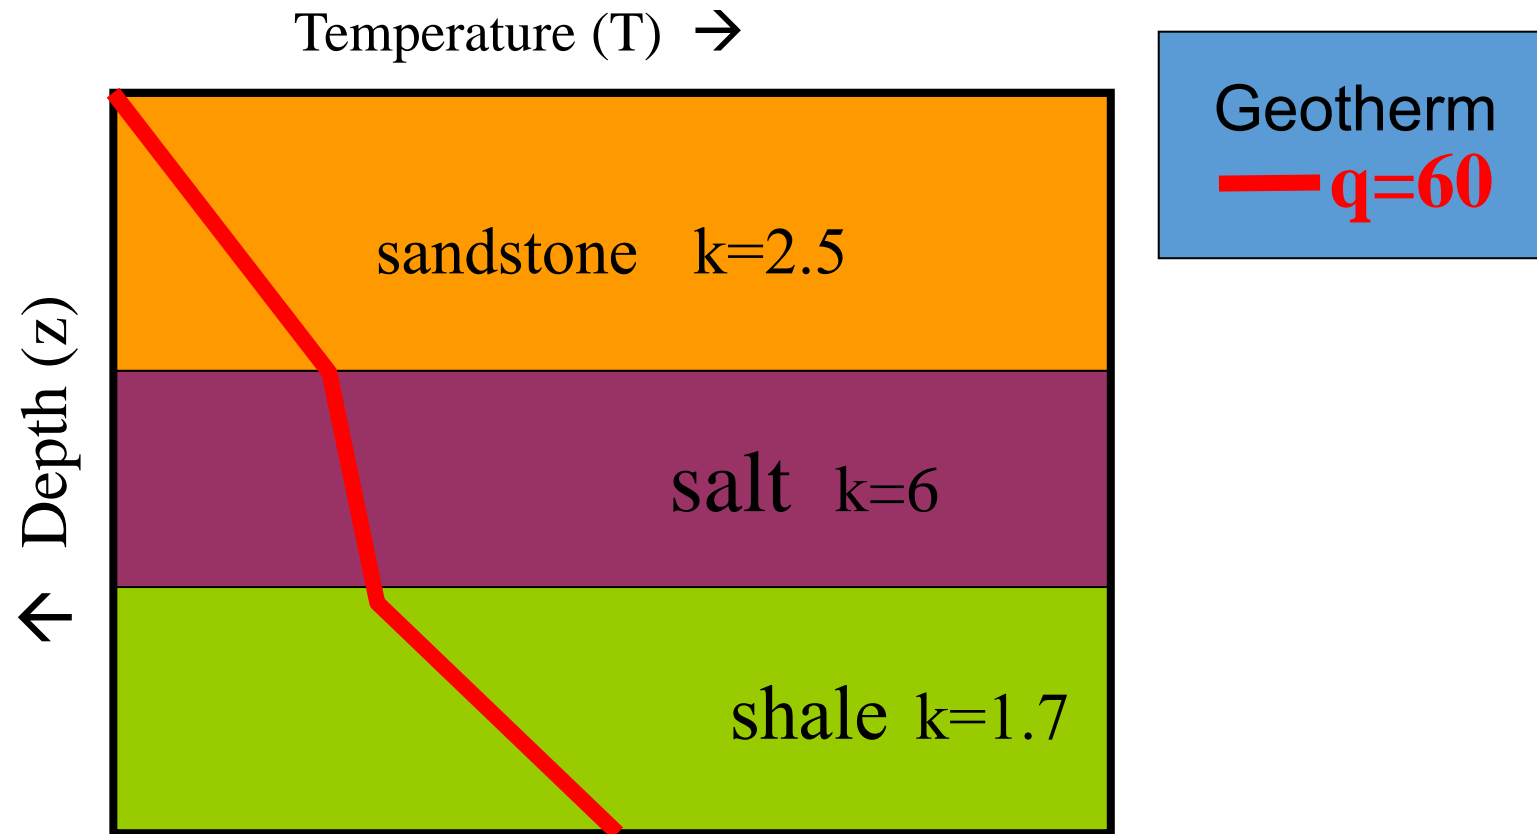 Temperature (T) →
Geotherm
q=60
sandstone k=2.5
← Depth (z)
salt k=6
shale k=1.7